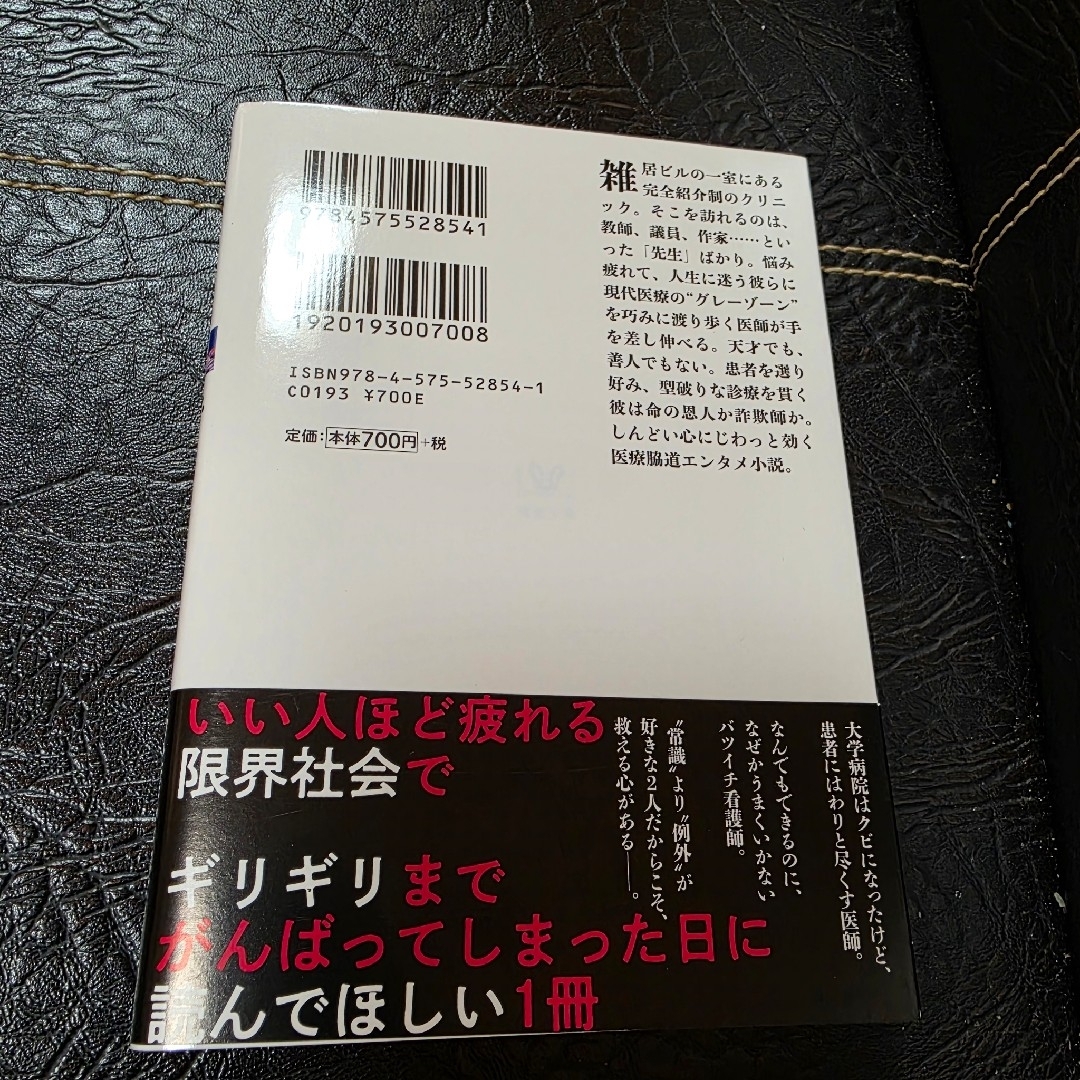 9784575528541
1920193007008
ISBN978-4-575-52854-1
C0193 ¥700E
定価:本体700円+税
雑居ビルの一室にある
完全紹介制のクリニ
ック。そこを訪れるのは、
教師、議員、作家……とい
った「先生」ばかり。悩み
疲れて、人生に迷う彼らに
現代医療の“グレーゾーン”
を巧みに渡り歩く医師が手
を差し伸べる。天才でも、
善人でもない。患者を選り
好み、型破りな診療を貫く
彼は命の恩人か詐欺師か。
しんどい心にじわっと効く
医療脇道エンタメ小説。
大学病院はクビになったけど、
患者にはわりと尽くす医師。
なんでもできるのに、
なぜかうまくいかない
バツイチ看護師。
〝常識〟より〝例外〟が
好きな2人だからこそ、
救える心がある――。
いい人ほど疲れる
限界社会で
ギリギリまで
がんばってしまった日に
読んでほしい1冊